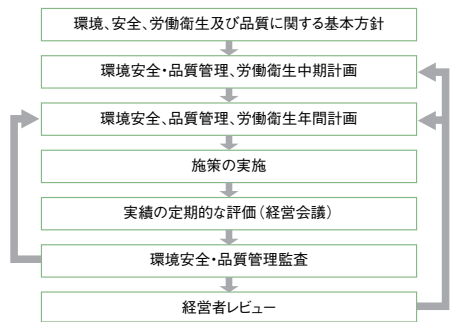 環境、安全、労働衛生及び品質に関する基本方針
環境安全・品質管理、労働衛生中期計画
環境安全、品質管理、労働衛生年間計画
施策の実施
実績の定期的な評価（経営会議）
環境安全・品質管理監査
経営者レビュー